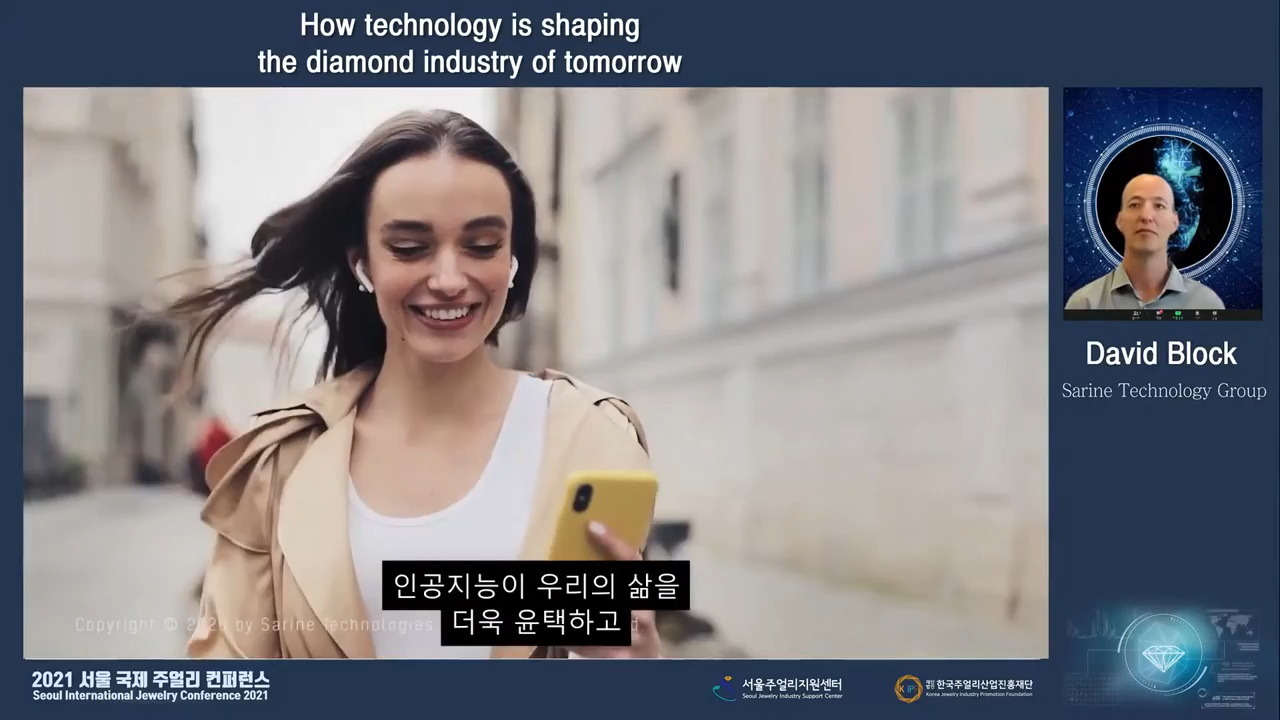 How technology is shaping
the diamond industry of tomorrow
David Block
Sarine Technology Group
인공지능이 우리의 삶을
더욱 윤택하고
Copyright © by Sarine Technologies
2021 서울 국제 주얼리 컨퍼런스
Seoul International Jewelry Conference 2021
서울주얼리지원센터
Seoul Jewelry Industry Support Center
한국주얼리산업진흥재단
Korea Jewelry Industry Promotion Foundation